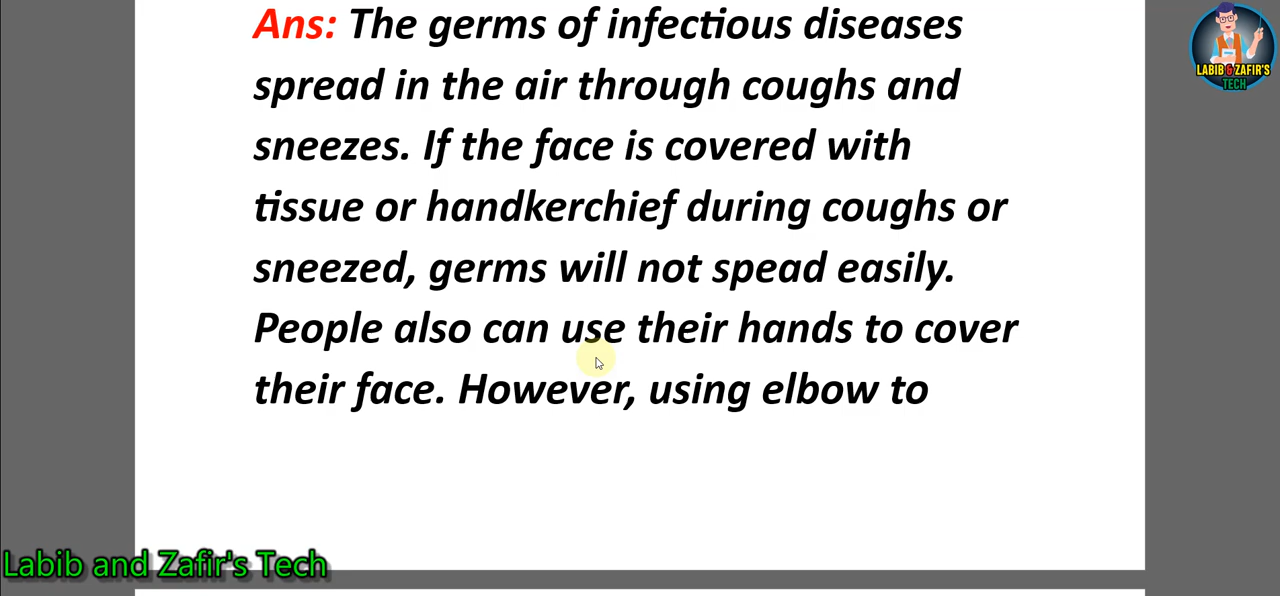 Ans: The germs of infectious diseases
spread in the air through coughs and
sneezes. If the face is covered with
tissue or handkerchief during coughs or
sneezed, germs will not spead easily.
People also can use their hands to cover
their face. However, using elbow to
LABIB & ZAFIR'S
TECH
Labib and Zafir's Tech